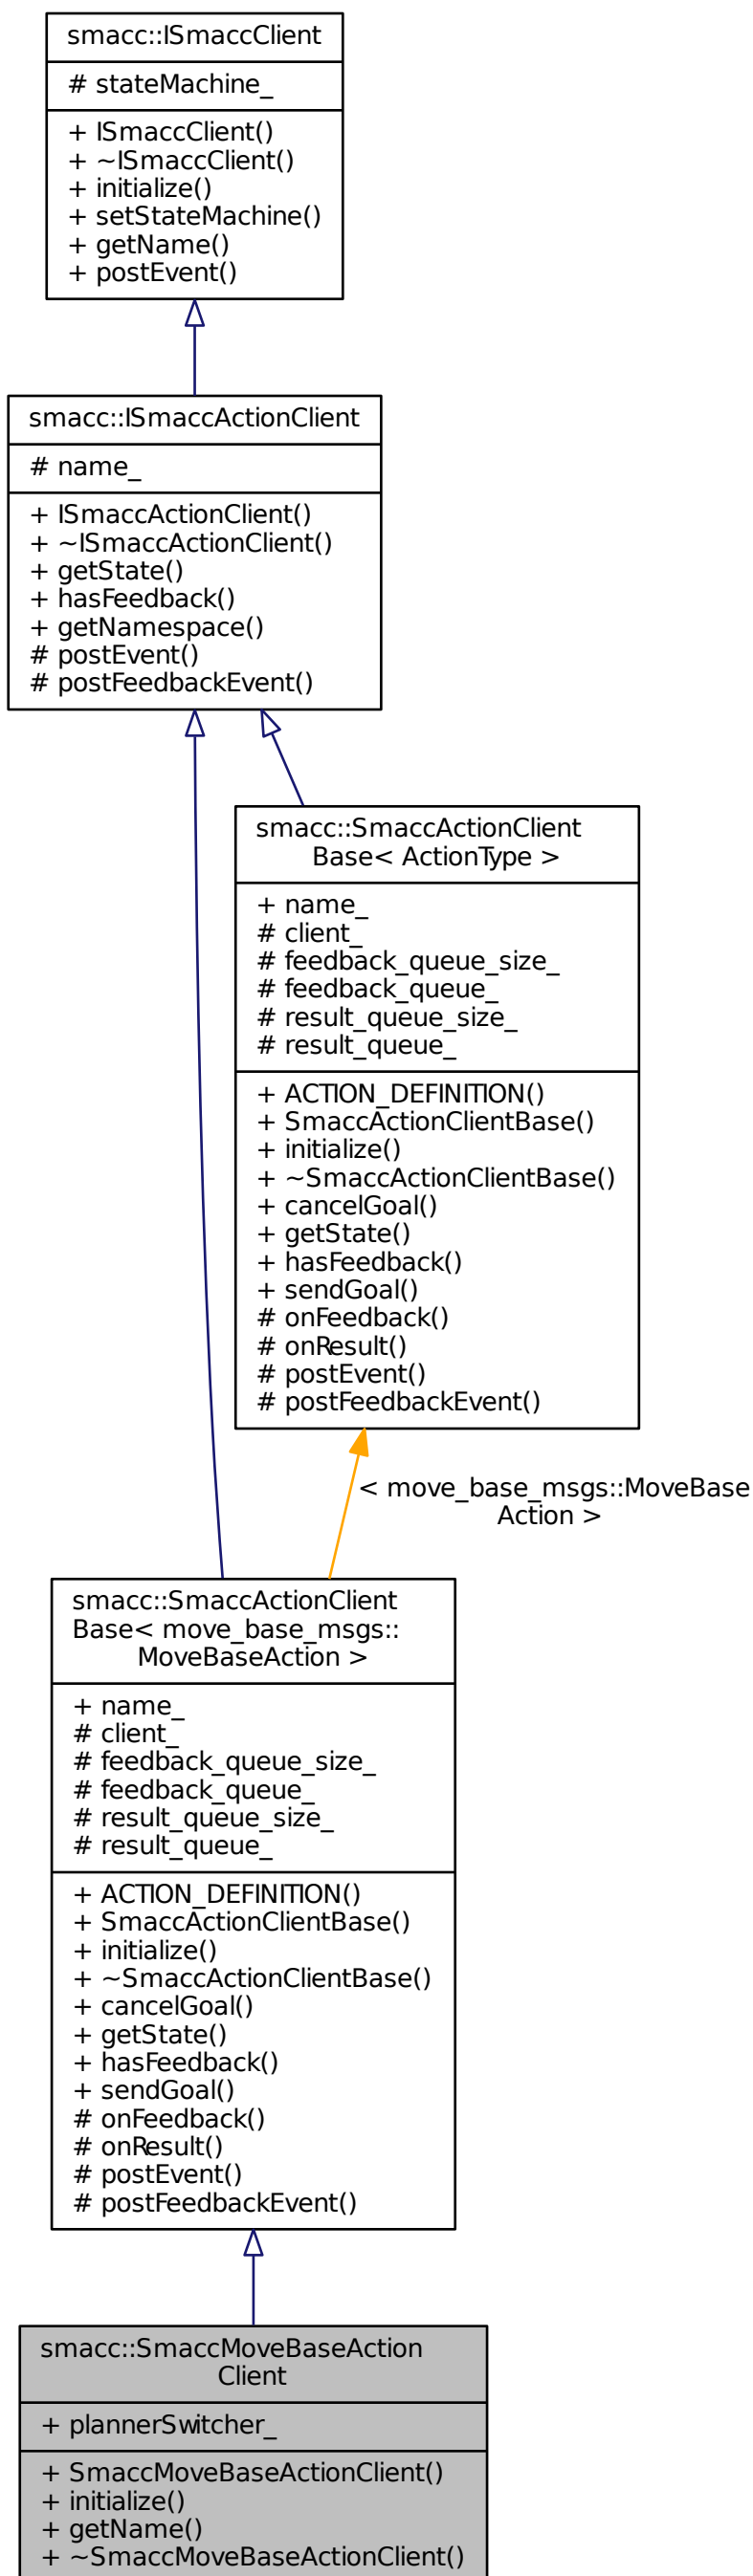 smacc::ISmaccClient
# stateMachine_
+ ISmaccClient()
+ ~ISmaccClient()
+ initialize()
+ setStateMachine()
+ getName()
+ postEvent()
smacc::ISmaccActionClient
# name_
+ ISmaccActionClient()
+ ~ISmaccActionClient()
+ getState()
+ hasFeedback()
+ getNamespace()
# postEvent()
# postFeedbackEvent()
smacc::SmaccActionClient
Base< ActionType >
+ name_
# client_
# feedback_queue_size_
# feedback_queue_
# result_queue_size_
# result_queue_
+ ACTION_DEFINITION()
+ SmaccActionClientBase()
+ initialize()
+ ~SmaccActionClientBase()
+ cancelGoal()
+ getState()
+ hasFeedback()
+ sendGoal()
# onFeedback()
# onResult()
# postEvent()
# postFeedbackEvent()
< move_base_msgs::MoveBase
Action >
smacc::SmaccActionClient
Base< move_base_msgs::
MoveBaseAction >
+ name_
# client_
# feedback_queue_size_
# feedback_queue_
# result_queue_size_
# result_queue_
+ ACTION_DEFINITION()
+ SmaccActionClientBase()
+ initialize()
+ ~SmaccActionClientBase()
+ cancelGoal()
+ getState()
+ hasFeedback()
+ sendGoal()
# onFeedback()
# onResult()
# postEvent()
# postFeedbackEvent()
smacc::SmaccMoveBaseAction
Client
+ plannerSwitcher_
+ SmaccMoveBaseActionClient()
+ initialize()
+ getName()
+ ~SmaccMoveBaseActionClient()